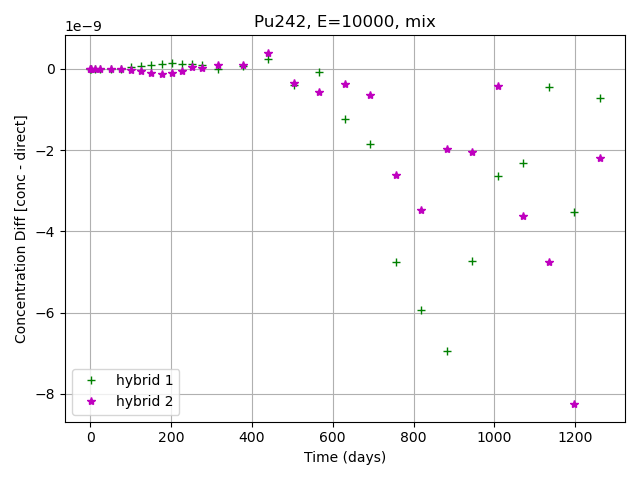 Pu242, E=10000, mix
1e−9
0
−2
−4
−6
−8
Concentration Diff [conc - direct]
hybrid 1
hybrid 2
0 200 400 600 800 1000 1200
Time (days)